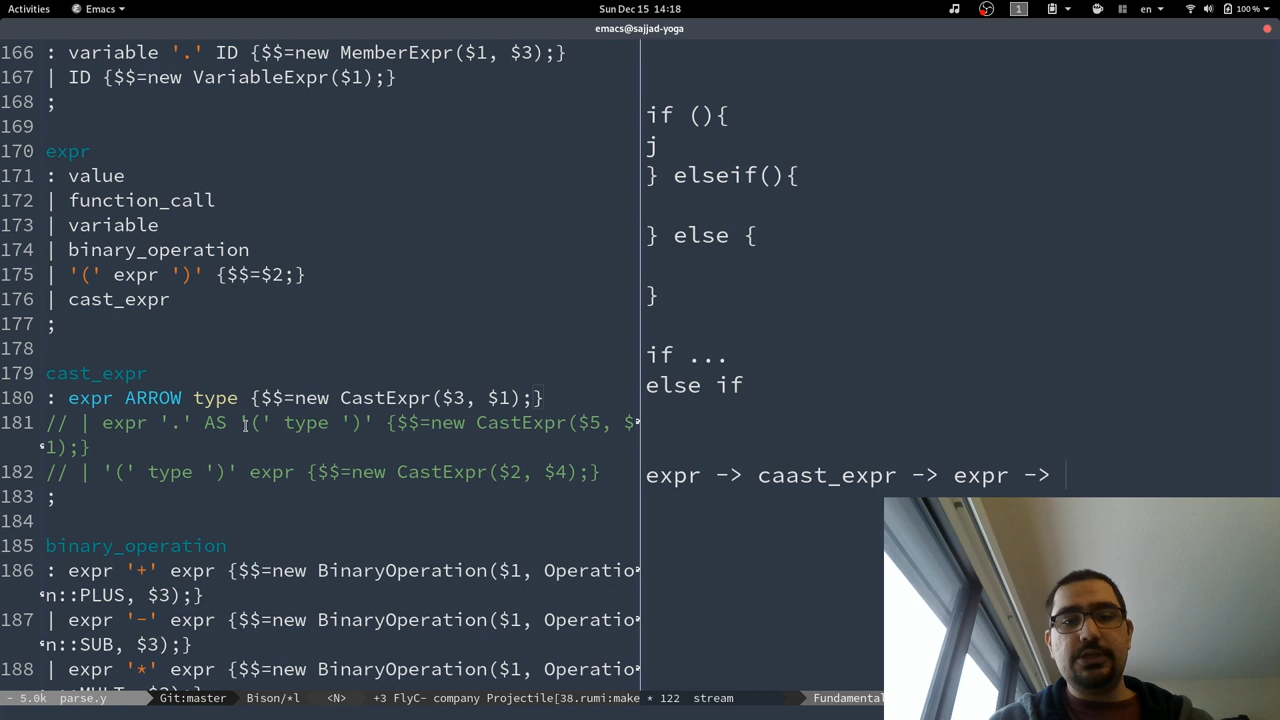 Activities Emacs Sun Dec 15 14:18 1 en 100 %
emacs@sajjad-yoga
166 : variable '.' ID {$$=new MemberExpr($1, $3);}
167 | ID {$$=new VariableExpr($1);}
168 ;
169
170 expr
171 : value
172 | function_call
173 | variable
174 | binary_operation
175 | '(' expr ')' {$$=$2;}
176 | cast_expr
177 ;
178
179 cast_expr
180 : expr ARROW type {$$=new CastExpr($3, $1);}
181 // | expr '.' AS '(' type ')' {$$=new CastExpr($5, $
1);}
182 // | '(' type ')' expr {$$=new CastExpr($2, $4);}
183 ;
184
185 binary_operation
186 : expr '+' expr {$$=new BinaryOperation($1, Operatio
n::PLUS, $3);}
187 | expr '-' expr {$$=new BinaryOperation($1, Operatio
n::SUB, $3);}
188 | expr '*' expr {$$=new BinaryOperation($1, Operatio
- 5.0k parse.y Git:master Bison/*l <N> +3 FlyC- company Projectile[38.rumi:make
if (){
j
} elseif(){
} else {
}
if ...
else if
expr -> caast_expr -> expr ->
* 122 stream Fundamenta